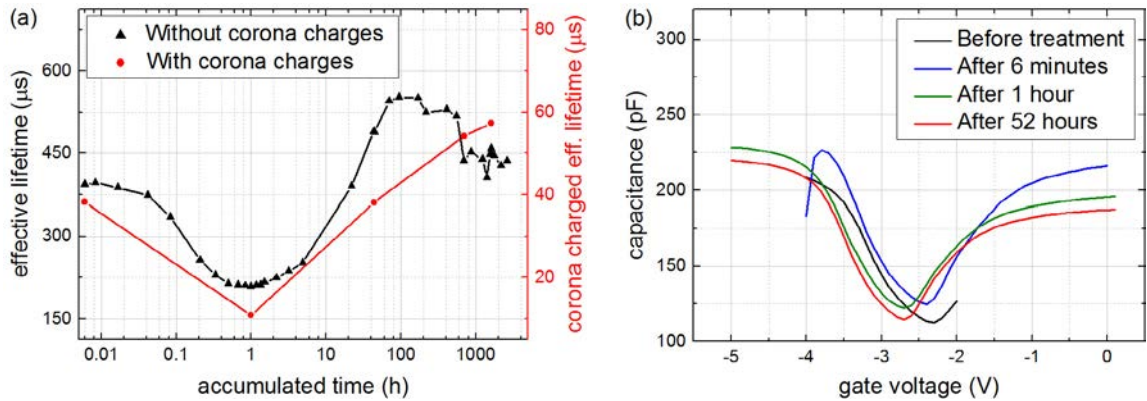 (a)
Without corona charges
With corona charges
effective lifetime (µs)
600
450
300
150
80
60
40
20
corona charged eff. lifetime (µs)
0.01 0.1 1 10 100 1000
accumulated time (h)
(b)
Before treatment
After 6 minutes
After 1 hour
After 52 hours
capacitance (pF)
300
250
200
150
100
-5 -4 -3 -2 -1 0
gate voltage (V)